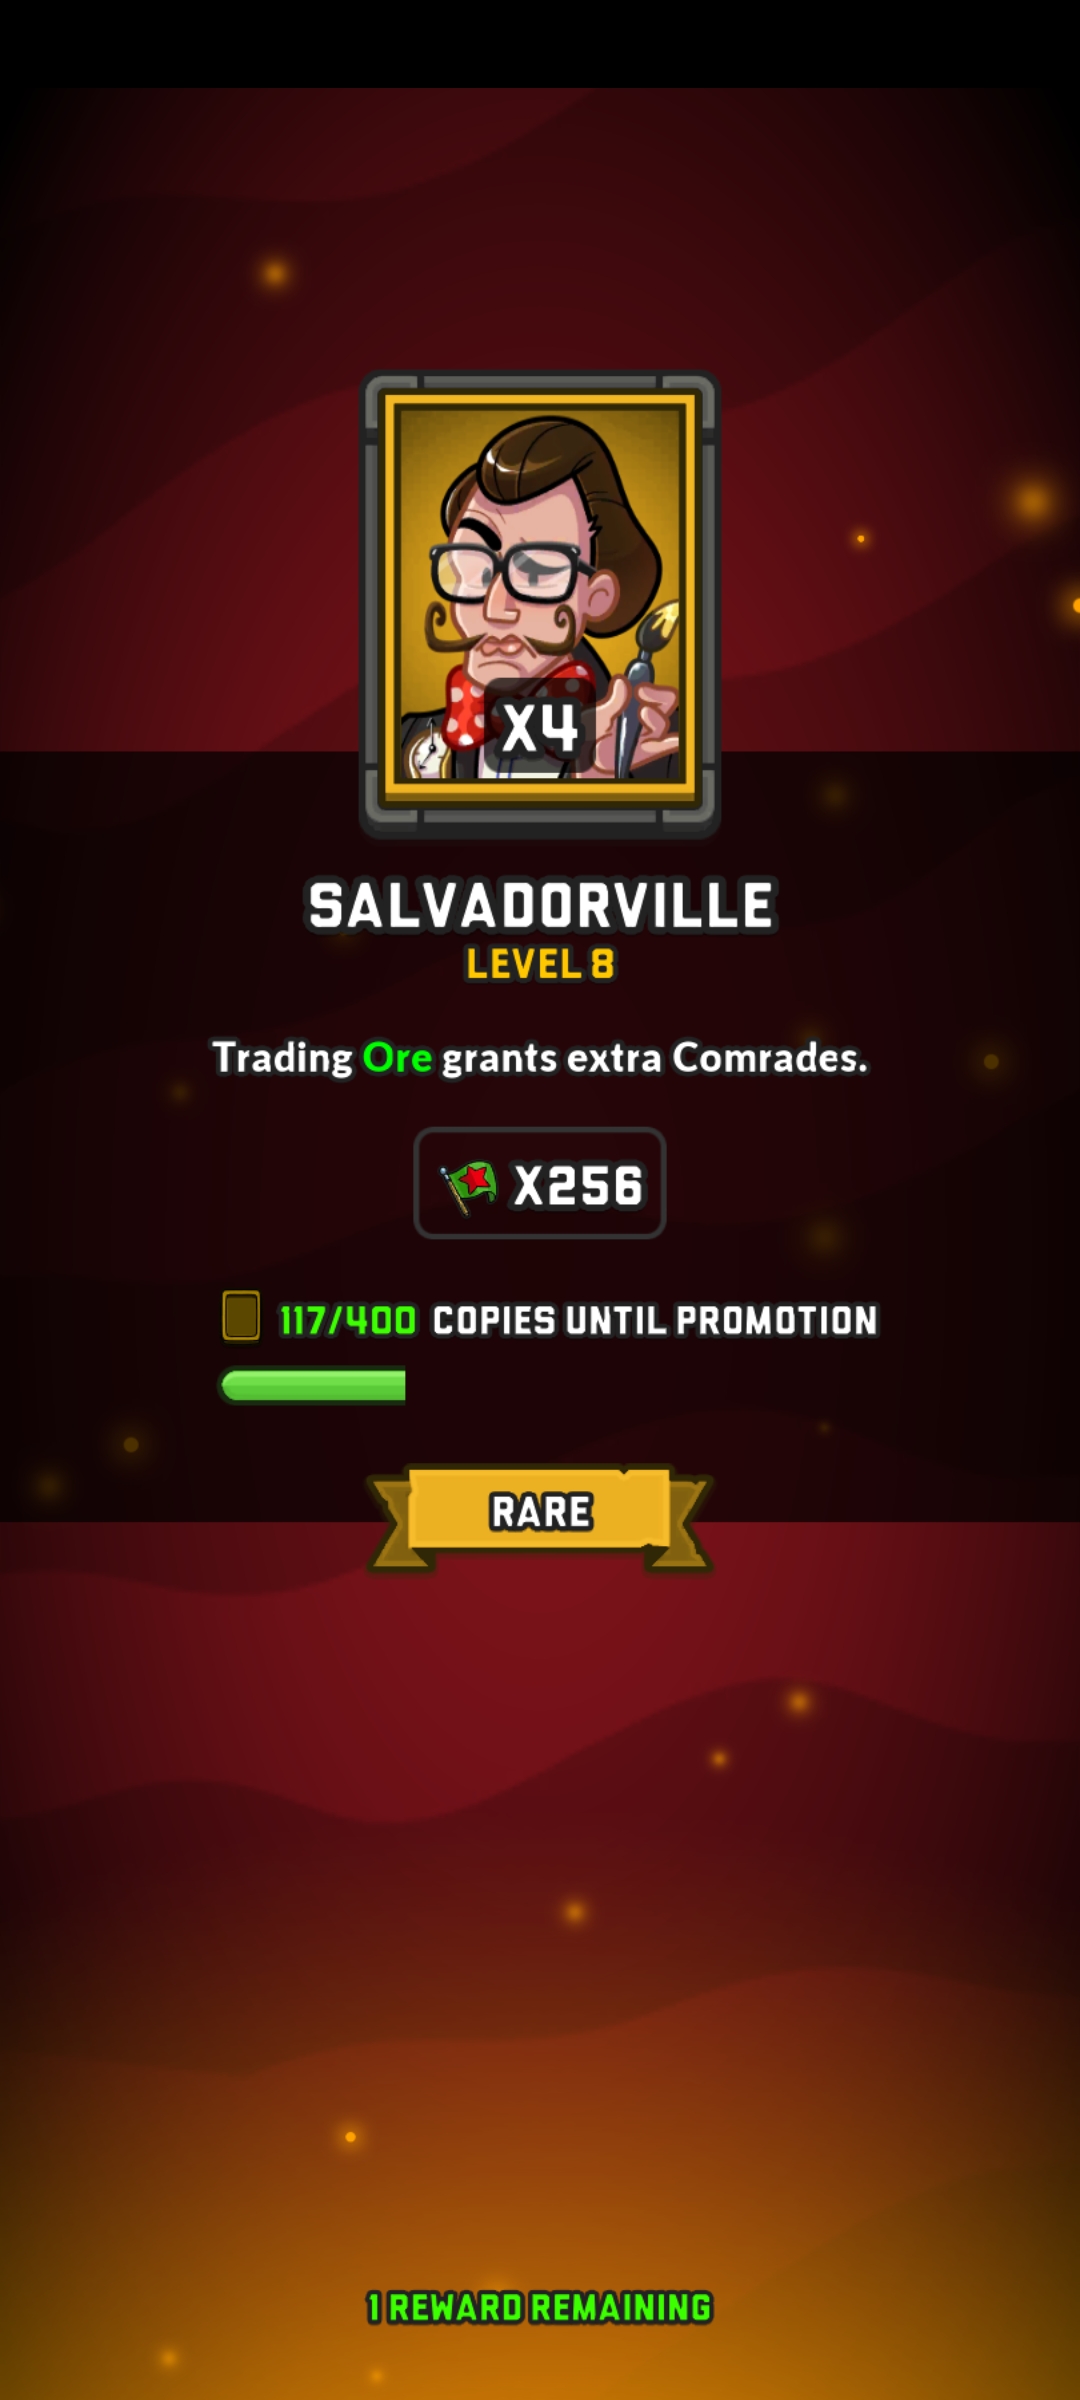 X4
SALVADORVILLE
LEVEL 8
Trading Ore grants extra Comrades.
X256
117/400 COPIES UNTIL PROMOTION
RARE
1 REWARD REMAINING